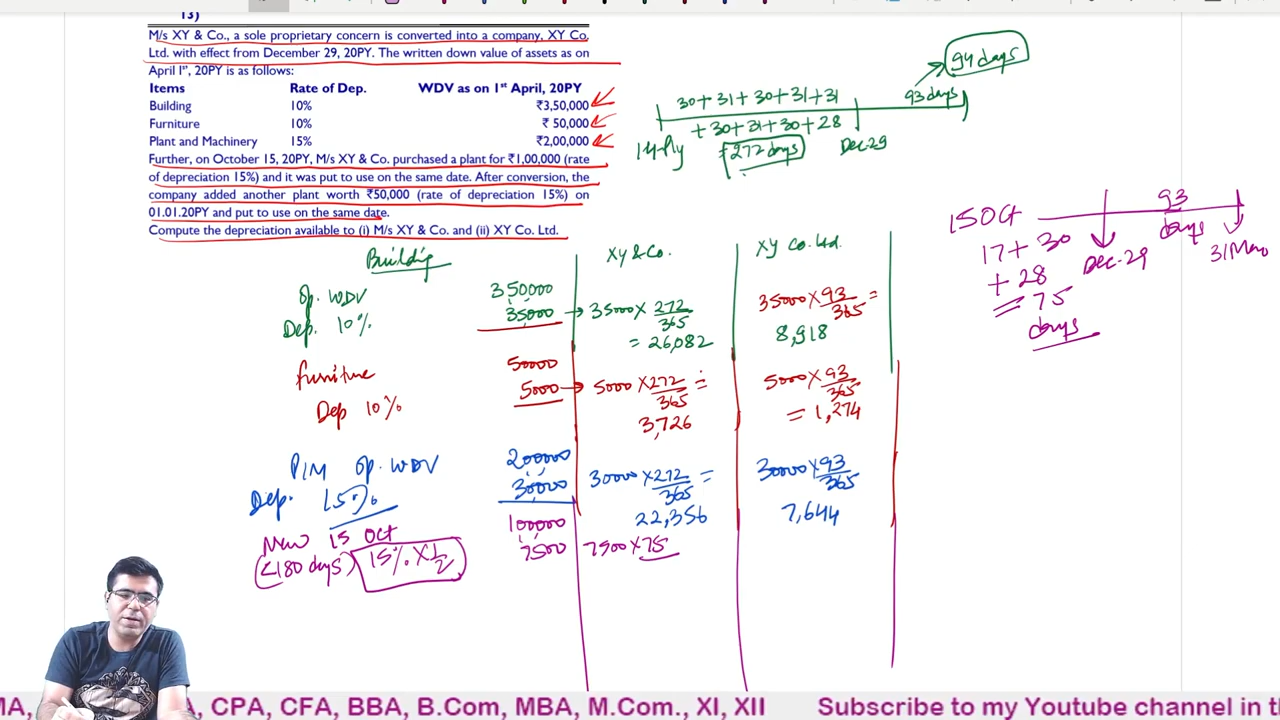 13)
M/s XY & Co., a sole proprietary concern is converted into a company, XY Co.
Ltd. with effect from December 29, 20PY. The written down value of assets as on
April 1st, 20PY is as follows:
Items Rate of Dep. WDV as on 1st April, 20PY
Building 10% ₹3,50,000
Furniture 10% ₹ 50,000
Plant and Machinery 15% ₹2,00,000
Further, on October 15, 20PY, M/s XY & Co. purchased a plant for ₹1,00,000 (rate
of depreciation 15%) and it was put to use on the same date. After conversion, the
company added another plant worth ₹50,000 (rate of depreciation 15%) on
01.01.20PY and put to use on the same date.
Compute the depreciation available to (i) M/s XY & Co. and (ii) XY Co. Ltd.
94 days
30+31+30+31+31 93 days
+30+31+30+28
=272 days Dec-29
15 Oct 93 days
17+30
+28 Dec-29 31 Mar
= 75
days
Building XY & Co. XY Co. Ltd.
Op. WDV 350000
Dep. 10% 35,000 → 35000 × 272/365 35000 × 93/365 =
= 26,082 8,918
Furniture 50000
Dep 10% 5000 → 5000 × 272/365 = 5000 × 93/365
3,726 = 1,274
P/M Op. WDV 200000
Dep. 15% 30,000 30000 × 272/365 = 30000 × 93/365
22,356 7,644
New 15 Oct 100000
(<180 days) 15% × 1/2 7500 7500 × 75
MA, CPA, CFA, BBA, B.Com, MBA, M.Com., XI, XII Subscribe to my Youtube channel in th